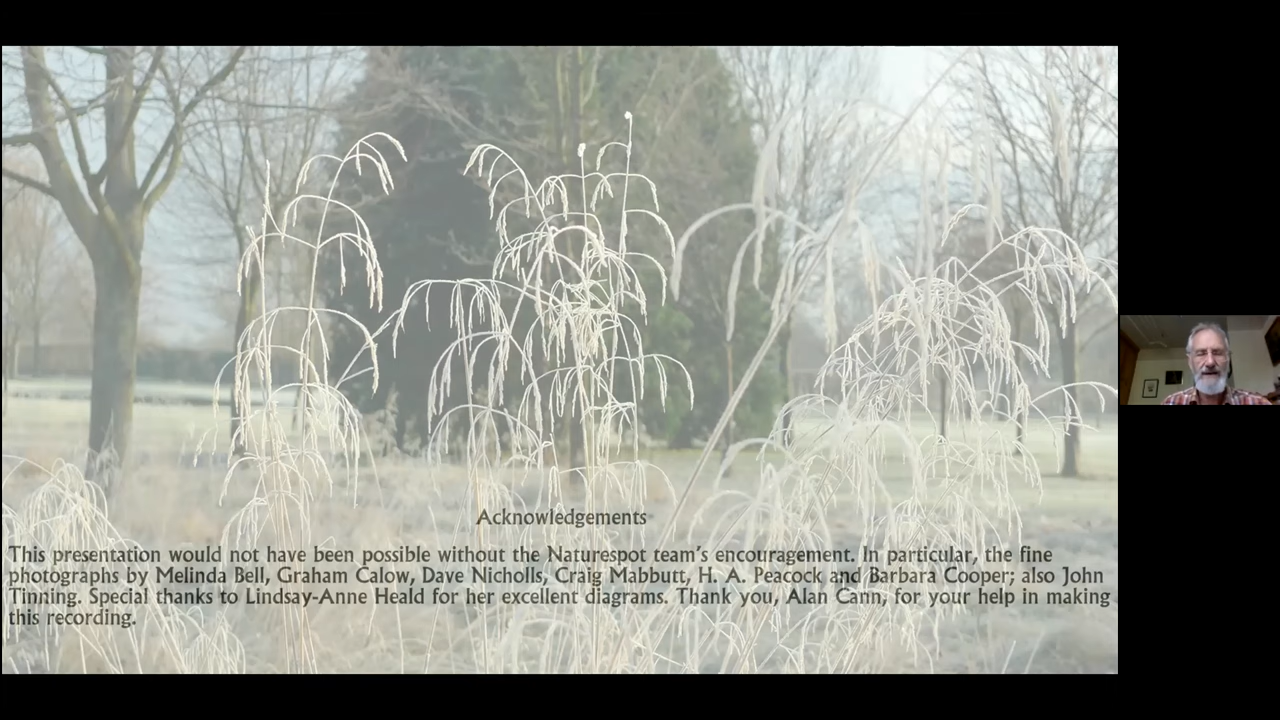 Acknowledgements
This presentation would not have been possible without the Naturespot team's encouragement. In particular, the fine
photographs by Melinda Bell, Graham Calow, Dave Nicholls, Craig Mabbutt, H. A. Peacock and Barbara Cooper; also John
Tinning. Special thanks to Lindsay-Anne Heald for her excellent diagrams. Thank you, Alan Cann, for your help in making
this recording.